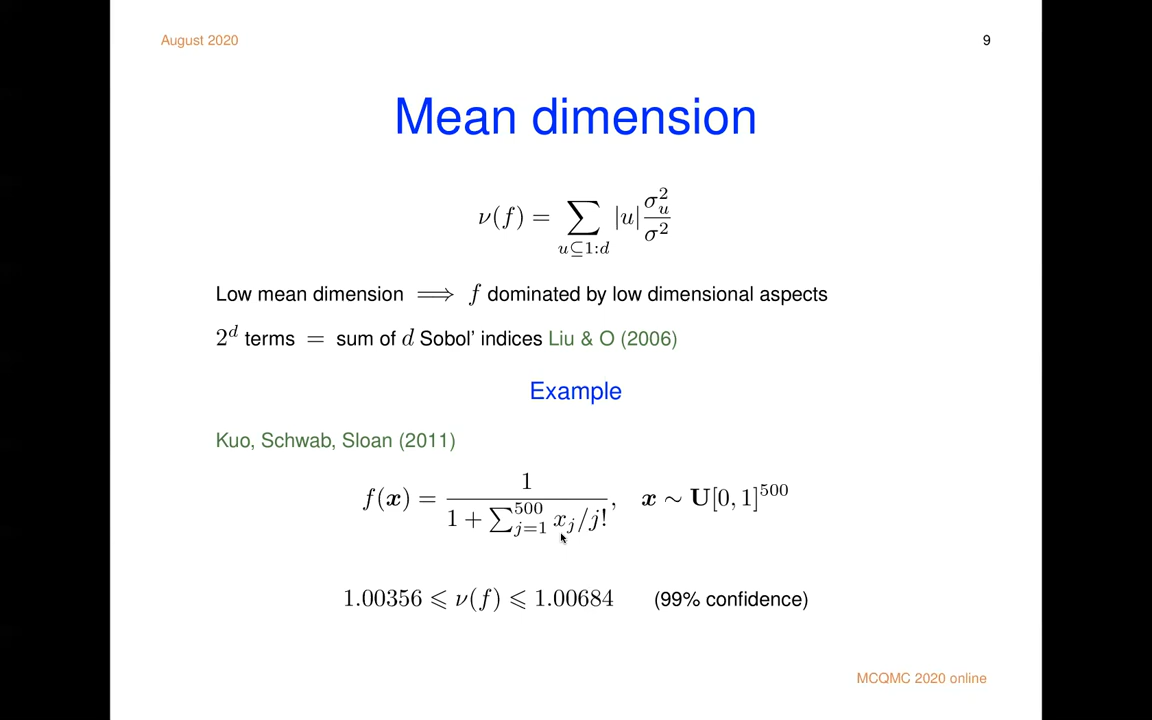 August 2020
9
Mean dimension
ν(f) = ∑_{u⊆1:d} |u| σ_u^2/σ^2
Low mean dimension ⟹ f dominated by low dimensional aspects
2^d terms = sum of d Sobol' indices Liu & O (2006)
Example
Kuo, Schwab, Sloan (2011)
f(x) = 1/(1 + ∑_{j=1}^{500} x_j/j!), x ∼ U[0, 1]^{500}
1.00356 ⩽ ν(f) ⩽ 1.00684 (99% confidence)
MCQMC 2020 online